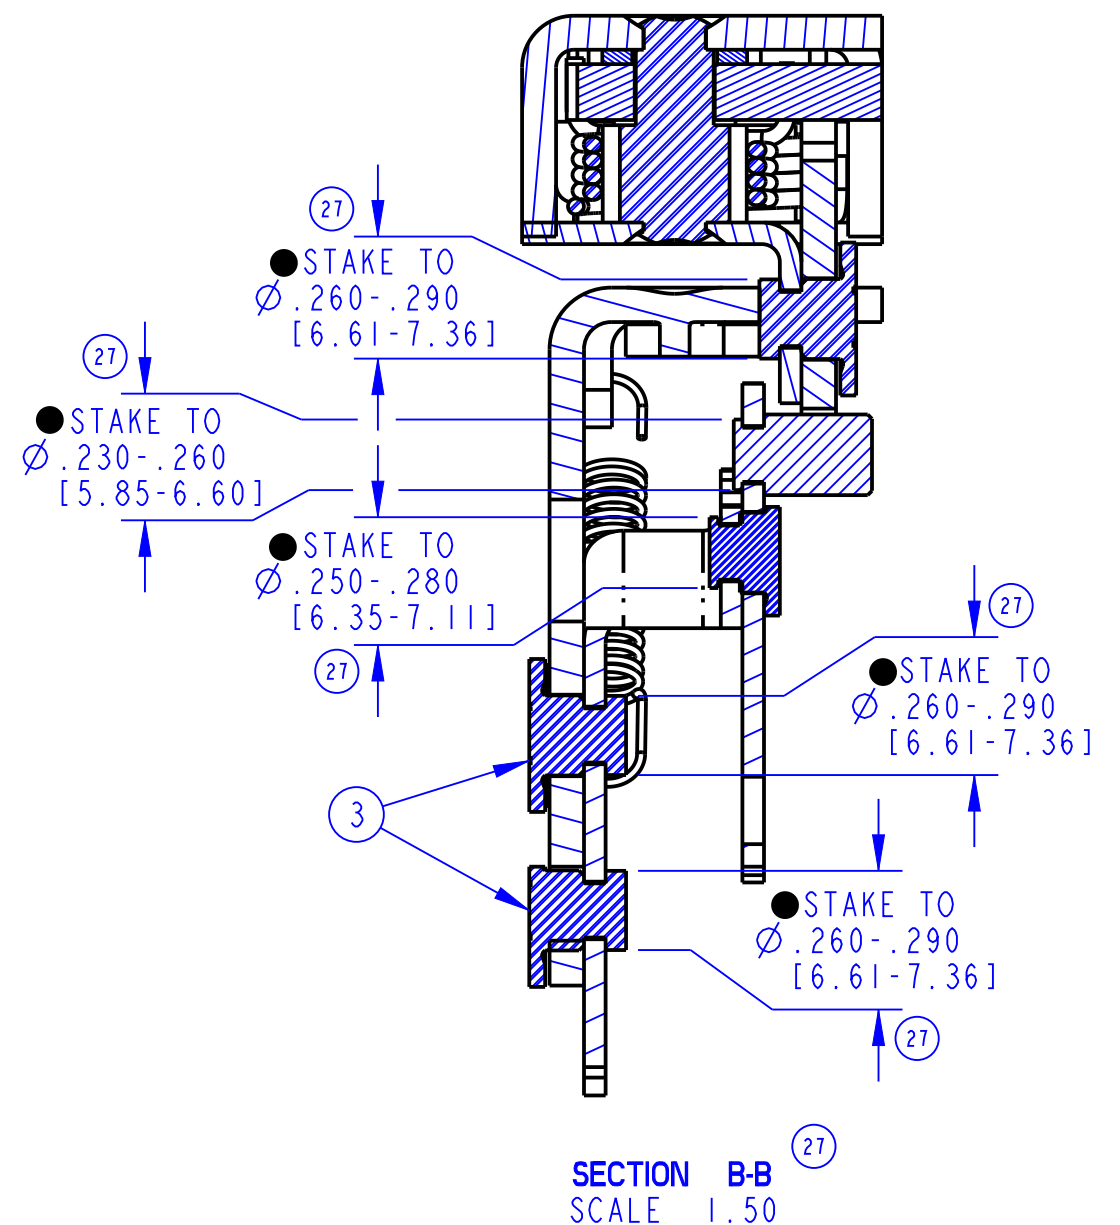 27
STAKE TO
Ø .260-.290
[6.61-7.36]
27
STAKE TO
Ø .230-.260
[5.85-6.60]
STAKE TO
Ø .250-.280
[6.35-7.11]
27
27
STAKE TO
Ø .260-.290
[6.61-7.36]
3
STAKE TO
Ø .260-.290
[6.61-7.36]
27
27
SECTION B-B
SCALE 1.50